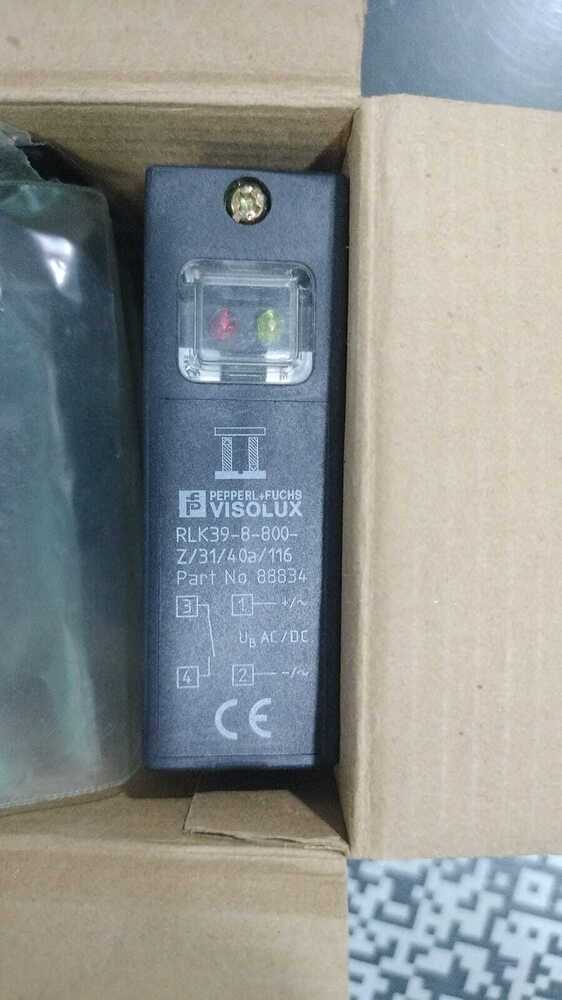 PEPPERL+FUCHS
VISOLUX
RLK39-8-800-
Z/31/40a/116
Part No. 88834
3 1 +/~
UB AC/DC
4 2 -/~
CE